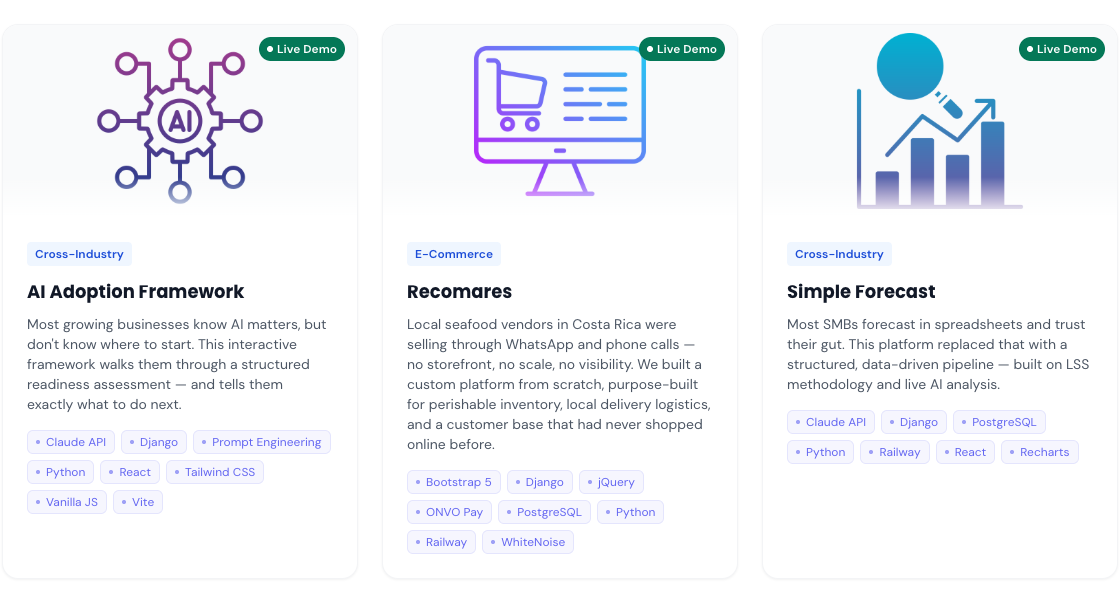 Live Demo
AI
Cross-Industry
AI Adoption Framework
Most growing businesses know AI matters, but
don't know where to start. This interactive
framework walks them through a structured
readiness assessment — and tells them
exactly what to do next.
Claude API
Django
Prompt Engineering
Python
React
Tailwind CSS
Vanilla JS
Vite
Live Demo
E-Commerce
Recomares
Local seafood vendors in Costa Rica were
selling through WhatsApp and phone calls —
no storefront, no scale, no visibility. We built a
custom platform from scratch, purpose-built
for perishable inventory, local delivery logistics,
and a customer base that had never shopped
online before.
Bootstrap 5
Django
jQuery
ONVO Pay
PostgreSQL
Python
Railway
WhiteNoise
Live Demo
Cross-Industry
Simple Forecast
Most SMBs forecast in spreadsheets and trust
their gut. This platform replaced that with a
structured, data-driven pipeline — built on LSS
methodology and live AI analysis.
Claude API
Django
PostgreSQL
Python
Railway
React
Recharts